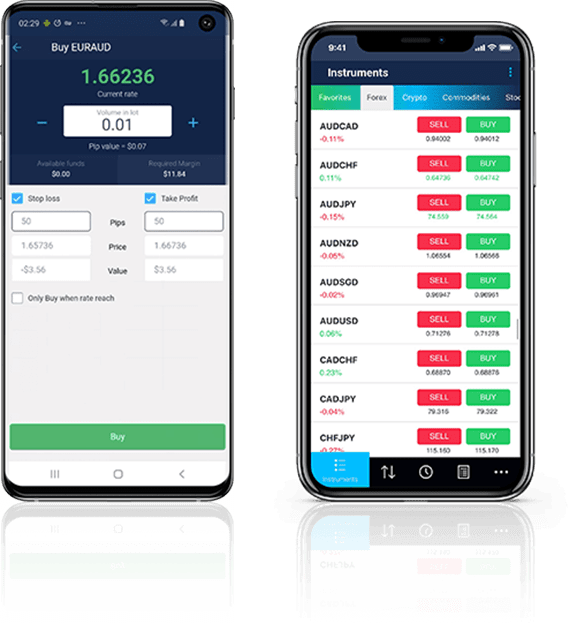 02:29
Buy EURAUD
1.66236
Current rate
Volume in lot
0.01
Pip value = $0.07
Available funds Required Margin
$0.00 $11.84
Stop loss Take Profit
50 Pips 50
1.65736 Price 1.66736
-$3.56 Value $3.56
Only Buy when rate reach
Buy
9:41
Instruments
Favorites Forex Crypto Commodities Stoc
AUDCAD SELL BUY
-0.11% 0.94002 0.94012
AUDCHF SELL BUY
0.11% 0.64736 0.64742
AUDJPY SELL BUY
-0.15% 74.559 74.564
AUDNZD SELL BUY
-0.05% 1.06554 1.06566
AUDSGD SELL BUY
-0.02% 0.96947 0.96961
AUDUSD SELL BUY
0.06% 0.71276 0.71278
CADCHF SELL BUY
0.23% 0.68870 0.68876
CADJPY SELL BUY
-0.04% 79.316 79.322
CHFJPY SELL BUY
-0.27% 115.160 115.170
Instruments